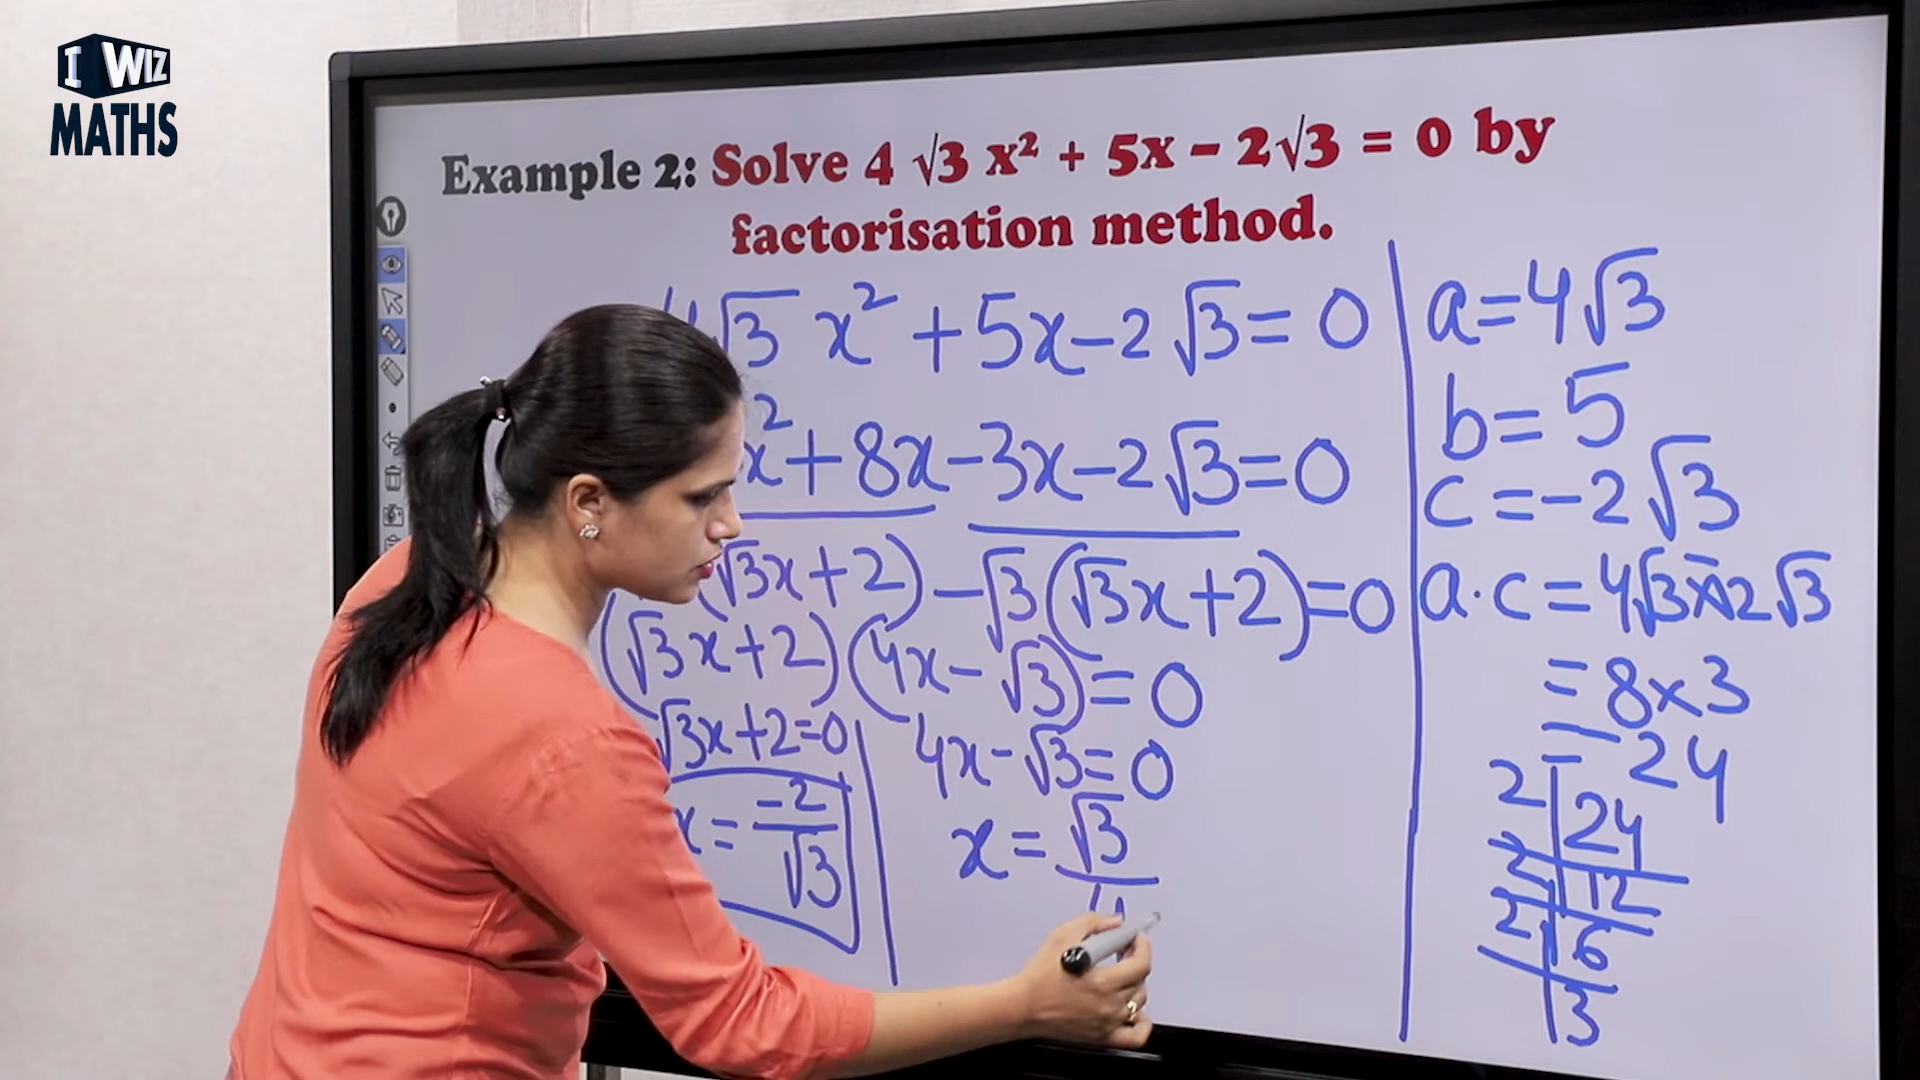 I WIZ
MATHS
Example 2: Solve 4 √3 x² + 5x – 2√3 = 0 by
factorisation method.
√3 x² + 5x – 2 √3 = 0
x² + 8x – 3x – 2 √3 = 0
(√3x + 2) – √3 (√3x + 2) = 0
(√3 x + 2) (4x – √3) = 0
√3x + 2 = 0
x = -2/√3
4x – √3 = 0
x = √3/
a = 4√3
b = 5
c = –2√3
a·c = 4√3 x –2√3
= 8 x 3
= – 24
2 | 24
2 | 12
2 | 6
3